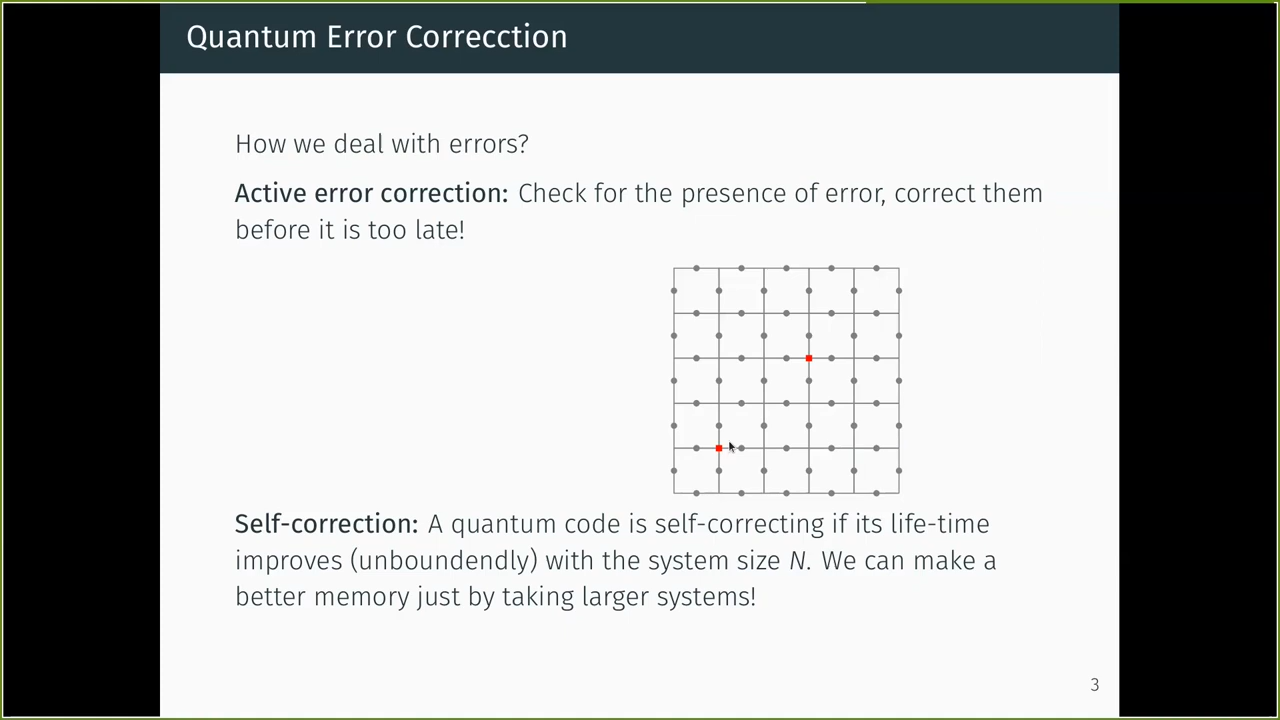 Quantum Error Correcction
How we deal with errors?
Active error correction: Check for the presence of error, correct them
before it is too late!
Self-correction: A quantum code is self-correcting if its life-time
improves (unboundendly) with the system size N. We can make a
better memory just by taking larger systems!
3